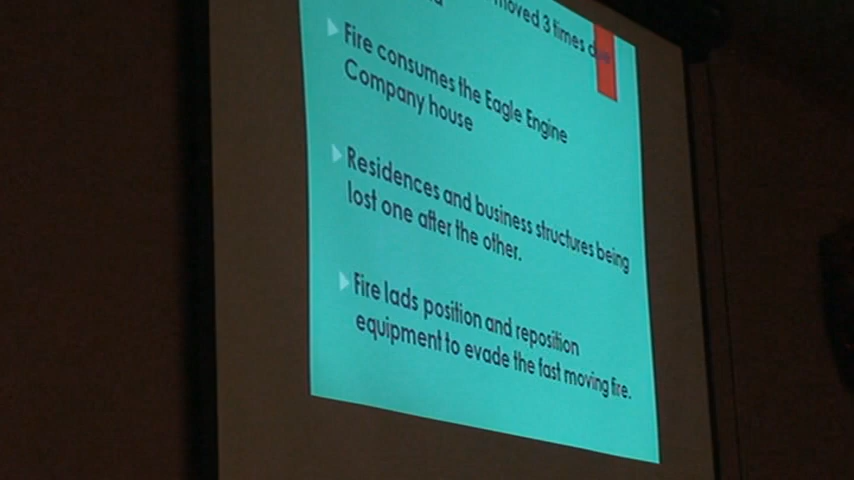 moved 3 times
Fire consumes the Eagle Engine
Company house
Residences and business structures being
lost one after the other.
Fire lads position and reposition
equipment to evade the fast moving fire.